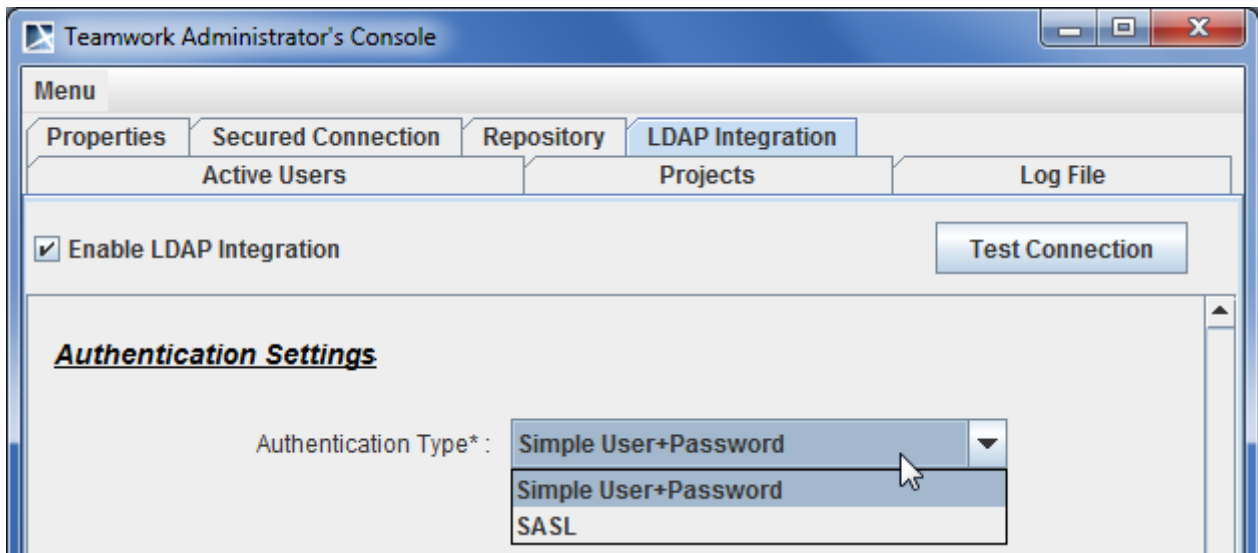 Teamwork Administrator's Console
Menu
Properties Secured Connection Repository LDAP Integration
Active Users Projects Log File
Enable LDAP Integration Test Connection
Authentication Settings
Authentication Type* : Simple User+Password
Simple User+Password
SASL